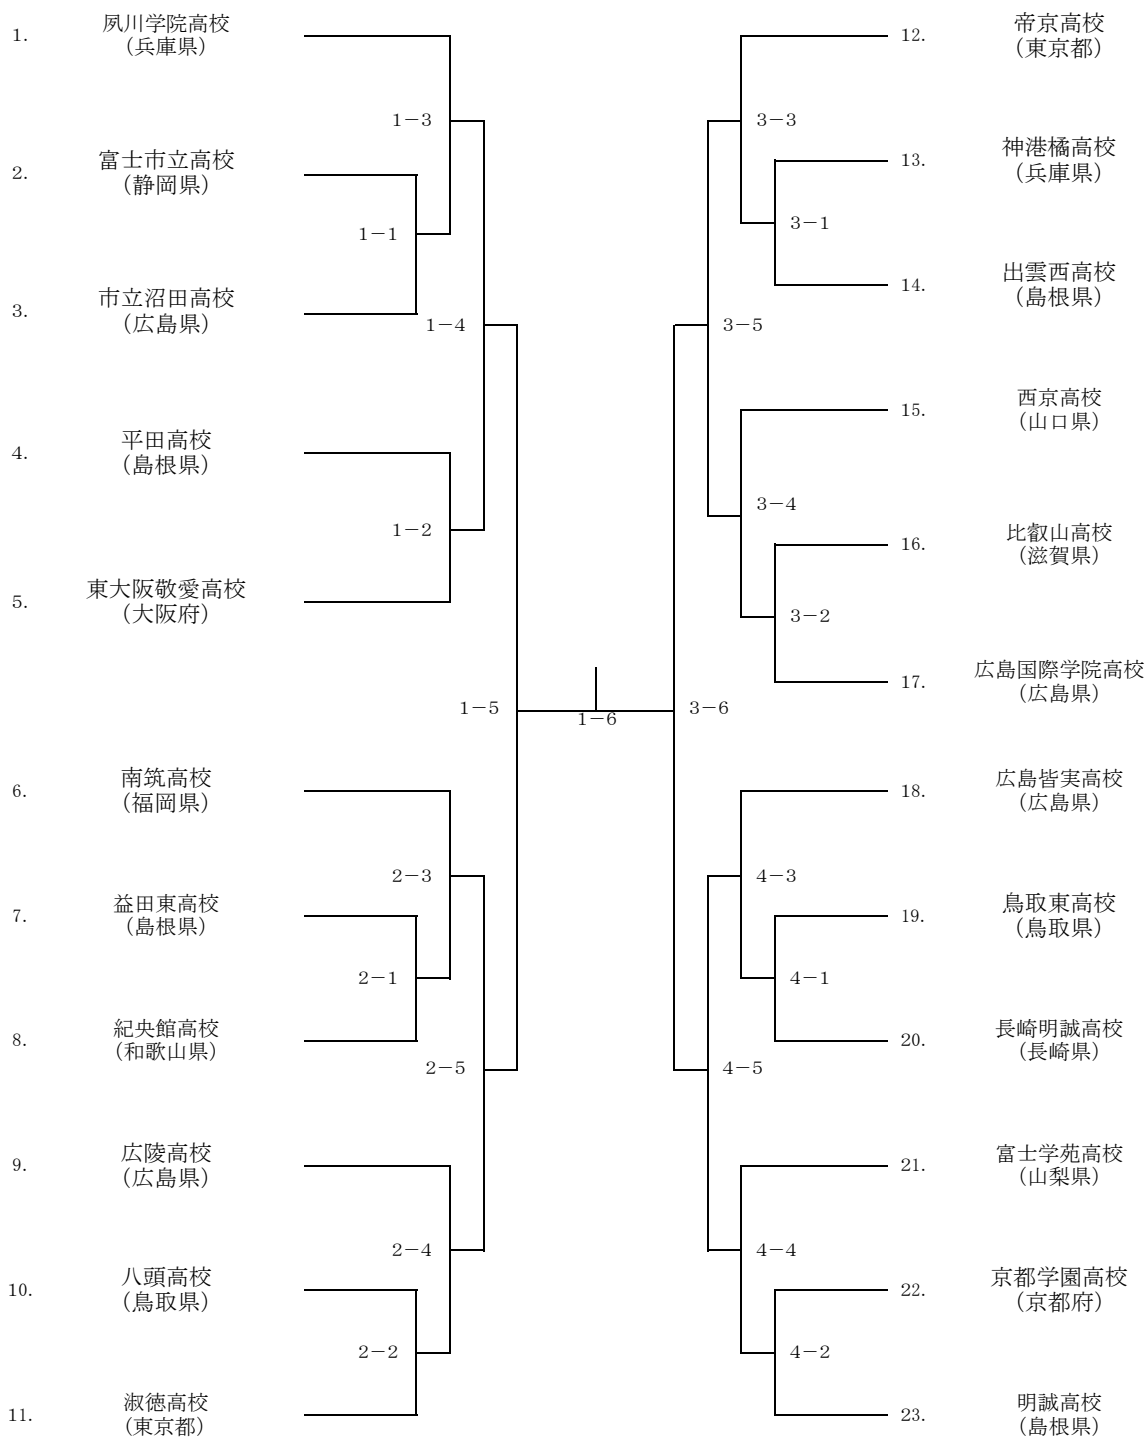 1.
夙川学院高校
(兵庫県)
2.
富士市立高校
(静岡県)
3.
市立沼田高校
(広島県)
4.
平田高校
(島根県)
5.
東大阪敬愛高校
(大阪府)
6.
南筑高校
(福岡県)
7.
益田東高校
(島根県)
8.
紀央館高校
(和歌山県)
9.
広陵高校
(広島県)
10.
八頭高校
(鳥取県)
11.
淑徳高校
(東京都)
1-3
1-1
1-4
1-2
1-5
2-3
2-1
2-5
2-4
2-2
1-6
3-3
3-1
3-5
3-4
3-2
3-6
4-3
4-1
4-5
4-4
4-2
12.
帝京高校
(東京都)
13.
神港橘高校
(兵庫県)
14.
出雲西高校
(島根県)
15.
西京高校
(山口県)
16.
比叡山高校
(滋賀県)
17.
広島国際学院高校
(広島県)
18.
広島皆実高校
(広島県)
19.
鳥取東高校
(鳥取県)
20.
長崎明誠高校
(長崎県)
21.
富士学苑高校
(山梨県)
22.
京都学園高校
(京都府)
23.
明誠高校
(島根県)